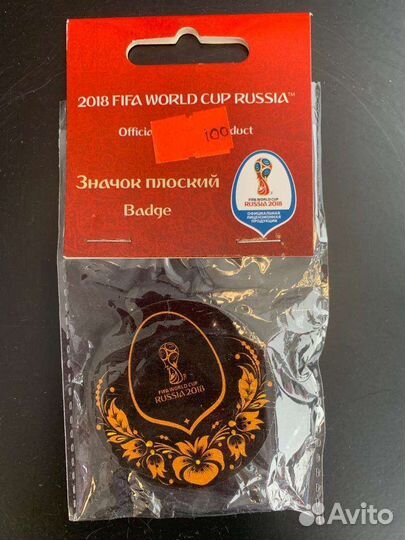 2018 FIFA WORLD CUP RUSSIA™
Official duct
100
Значок плоский
Badge
FIFA WORLD CUP
RUSSIA 2018
ОФИЦИАЛЬНАЯ
ЛИЦЕНЗИОННАЯ
ПРОДУКЦИЯ
FIFA WORLD CUP
RUSSIA 2018
Avito